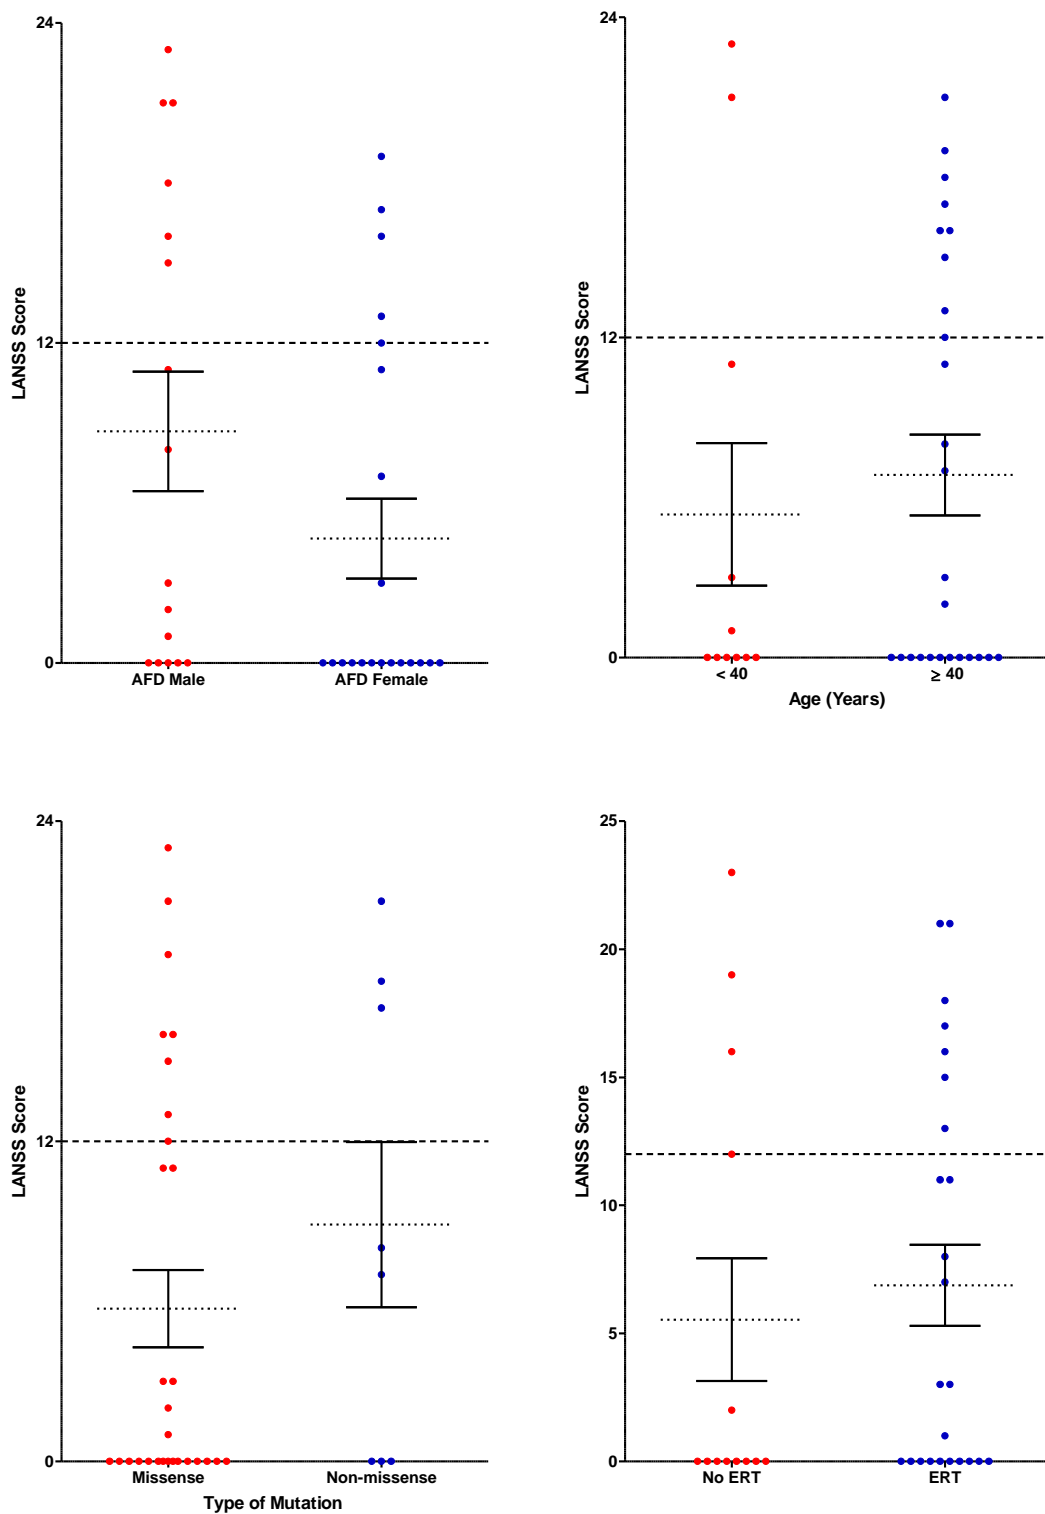 24
12
0
LANSS Score
AFD Male
AFD Female
24
12
0
LANSS Score
< 40
≥ 40
Age (Years)
24
12
0
LANSS Score
Missense
Non-missense
Type of Mutation
25
20
15
10
5
0
LANSS Score
No ERT
ERT